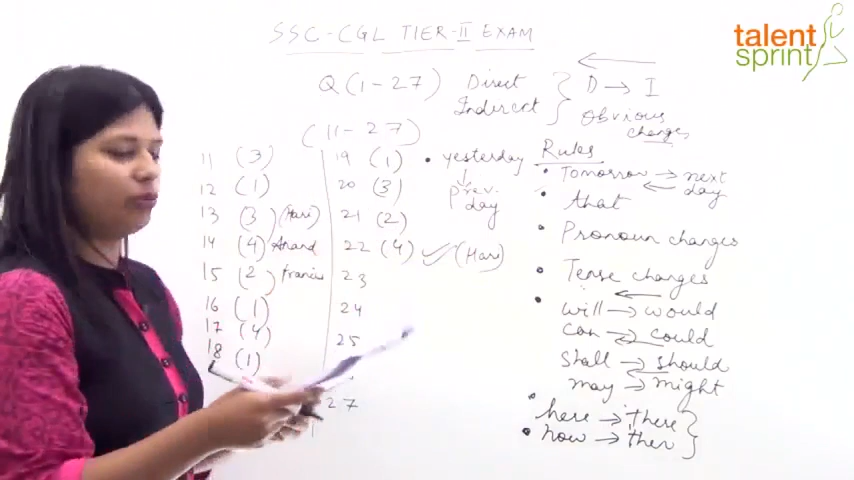 SSC-CGL TIER-II EXAM
talent
sprint
Q (1-27) Direct
Indirect
D → I
Obvious
changes
(11-27)
11 (3)
12 (1)
13 (3) (Hari)
14 (4) Anand
15 (2) Francis
16 (1)
17 (4)
18 (1)
19 (1)
20 (3)
21 (2)
22 (4) (Hari)
23
24
25
27
• yesterday
↓
prev.
day
Rules
• Tomorrow → next
day
• that
• Pronoun changes
• Tense changes
• will → would
can → could
shall → should
may → might
• here → there
• now → then